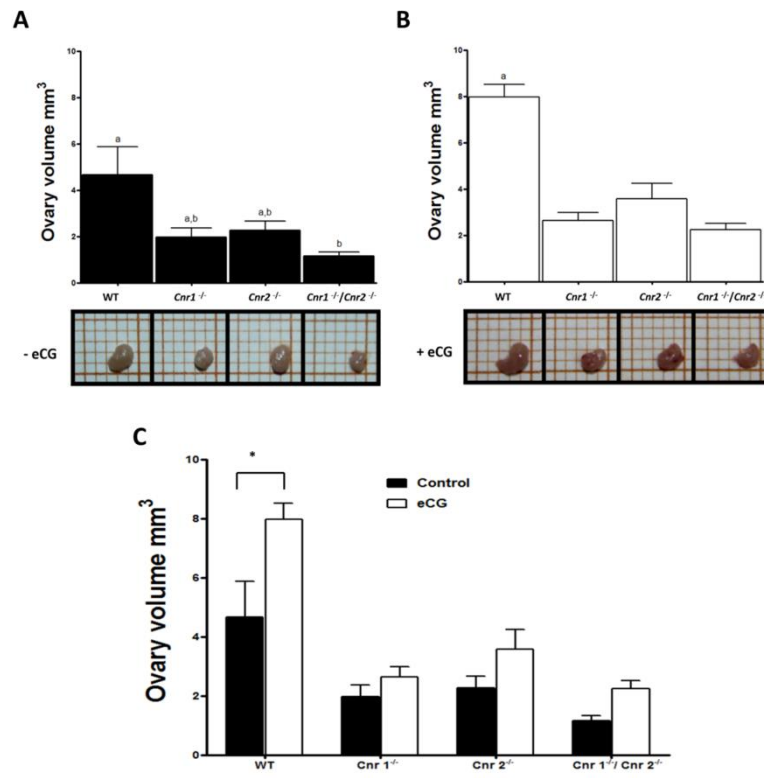 A
Ovary volume mm³
10
8
6
4
2
0
a
a,b
a,b
b
WT
Cnr1 -/-
Cnr2 -/-
Cnr1 -/-/Cnr2 -/-
- eCG
B
Ovary volume mm³
10
8
6
4
2
0
a
WT
Cnr1 -/-
Cnr2 -/-
Cnr1 -/-/Cnr2 -/-
+ eCG
C
Ovary volume mm³
10
8
6
4
2
0
*
Control
eCG
WT
Cnr 1-/-
Cnr 2-/-
Cnr 1-/-/ Cnr 2-/-